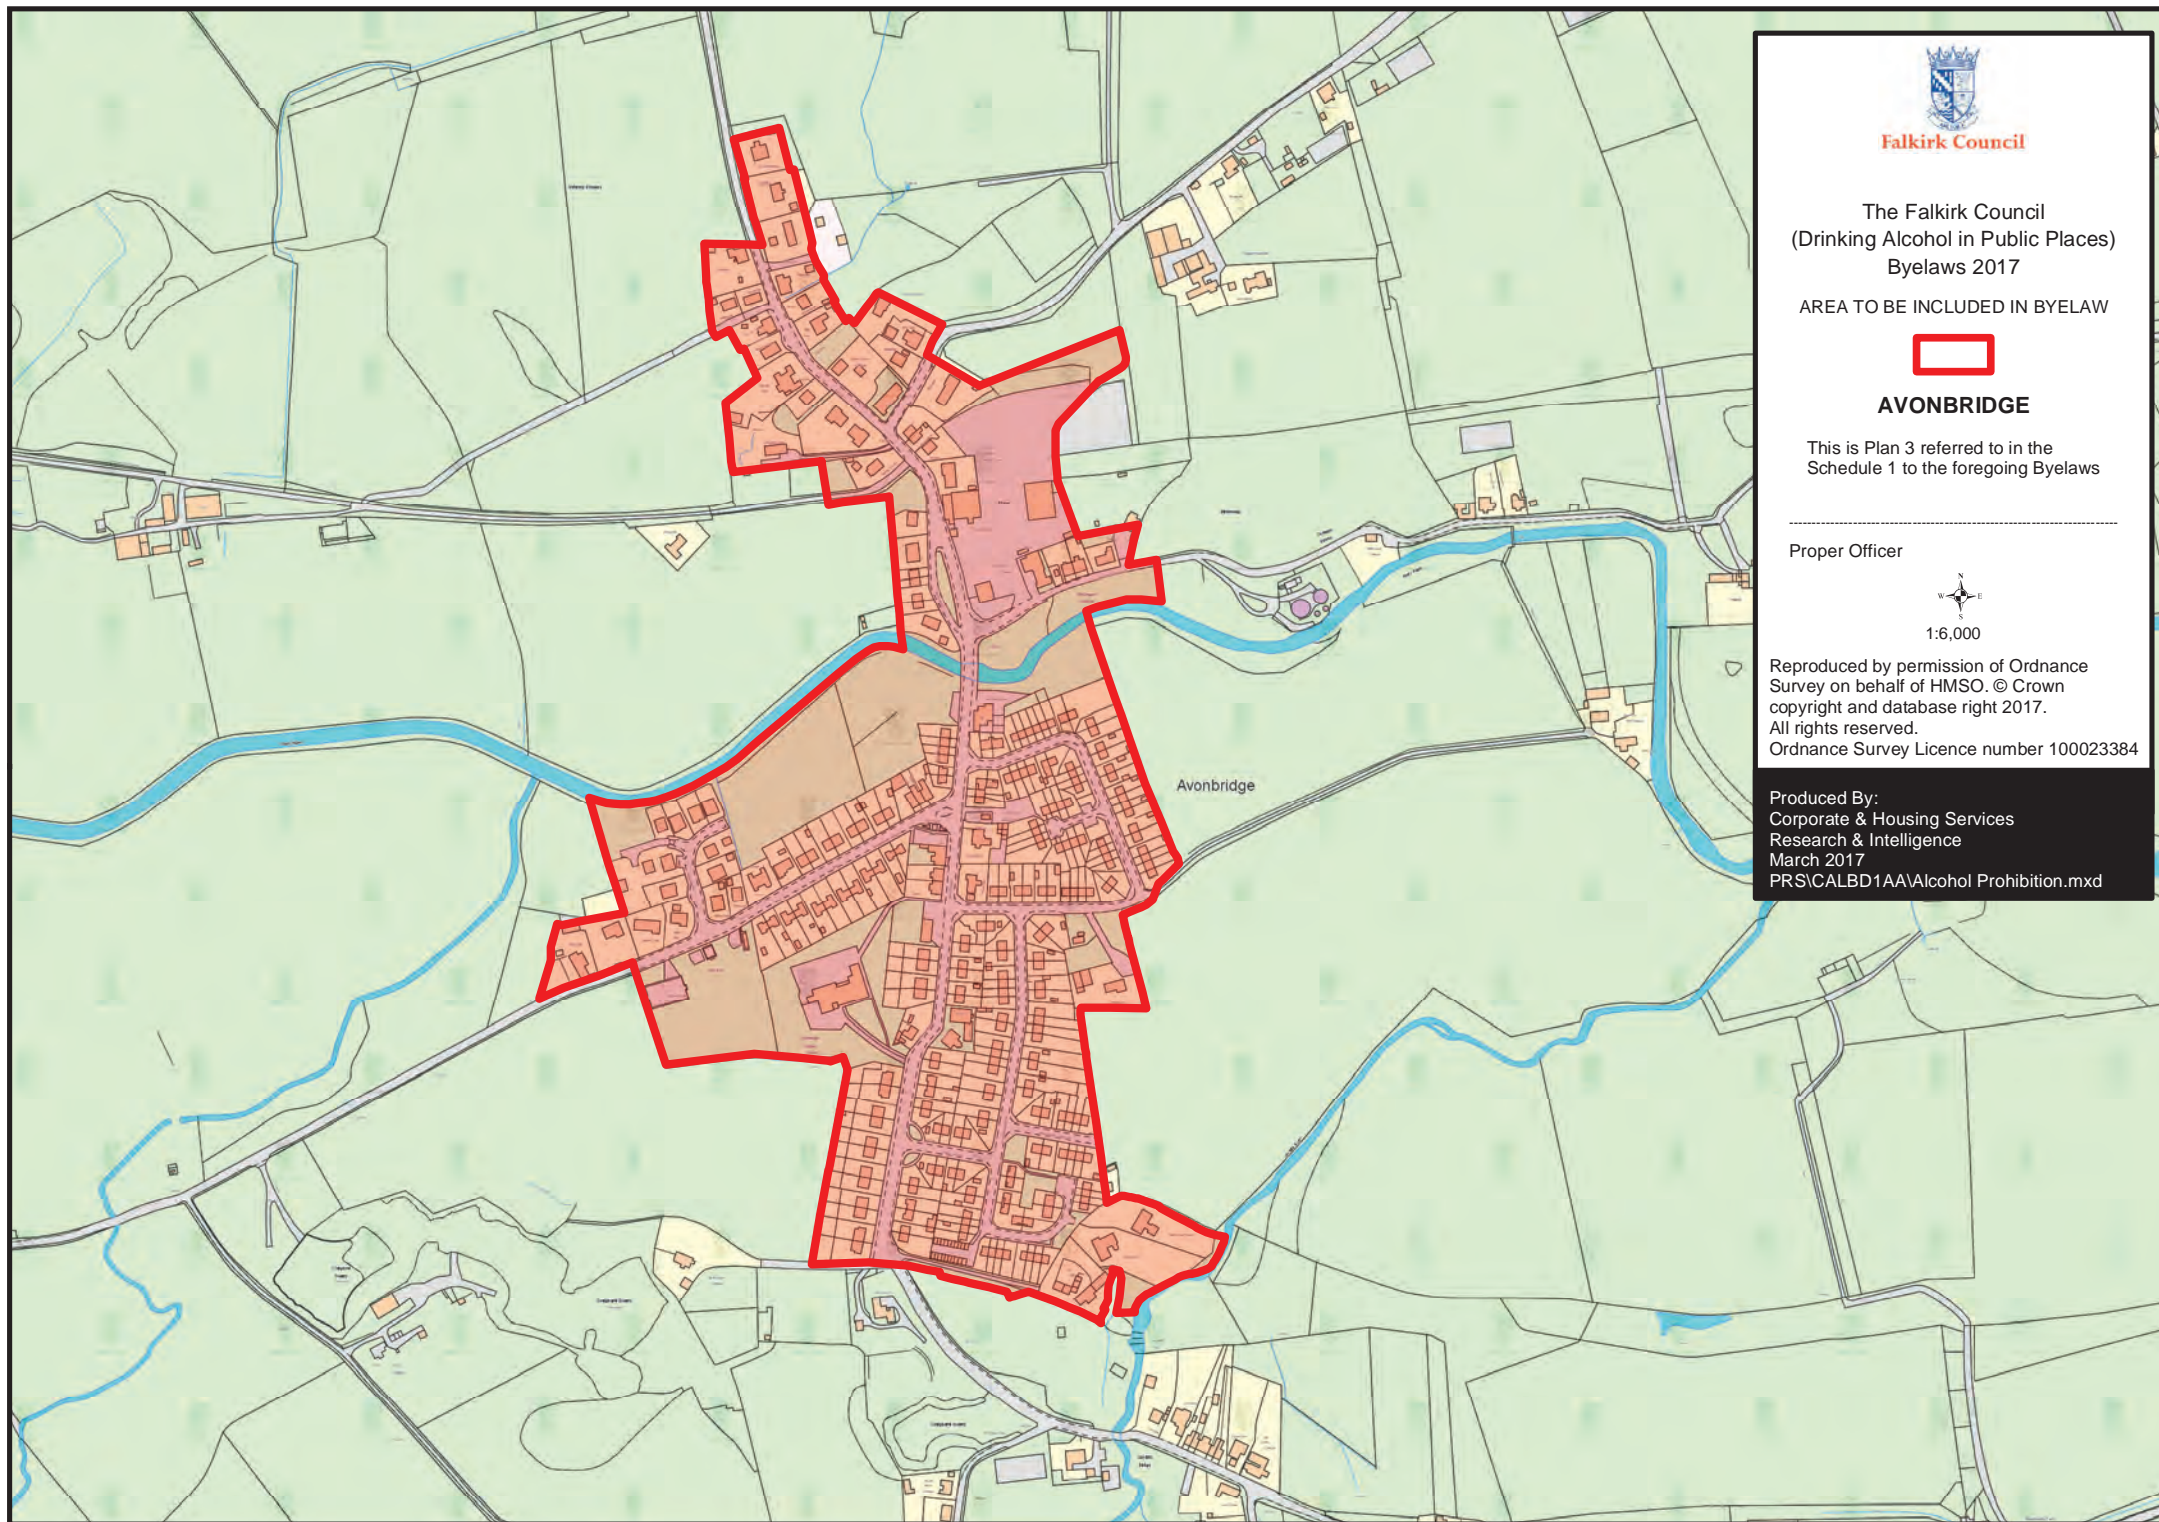 Falkirk Council
The Falkirk Council
(Drinking Alcohol in Public Places)
Byelaws 2017
AREA TO BE INCLUDED IN BYELAW
AVONBRIDGE
This is Plan 3 referred to in the
Schedule 1 to the foregoing Byelaws
Proper Officer
N
W E
S
1:6,000
Reproduced by permission of Ordnance
Survey on behalf of HMSO. © Crown
copyright and database right 2017.
All rights reserved.
Ordnance Survey Licence number 100023384
Produced By:
Corporate & Housing Services
Research & Intelligence
March 2017
PRS\CALBD1AA\Alcohol Prohibition.mxd
Avonbridge